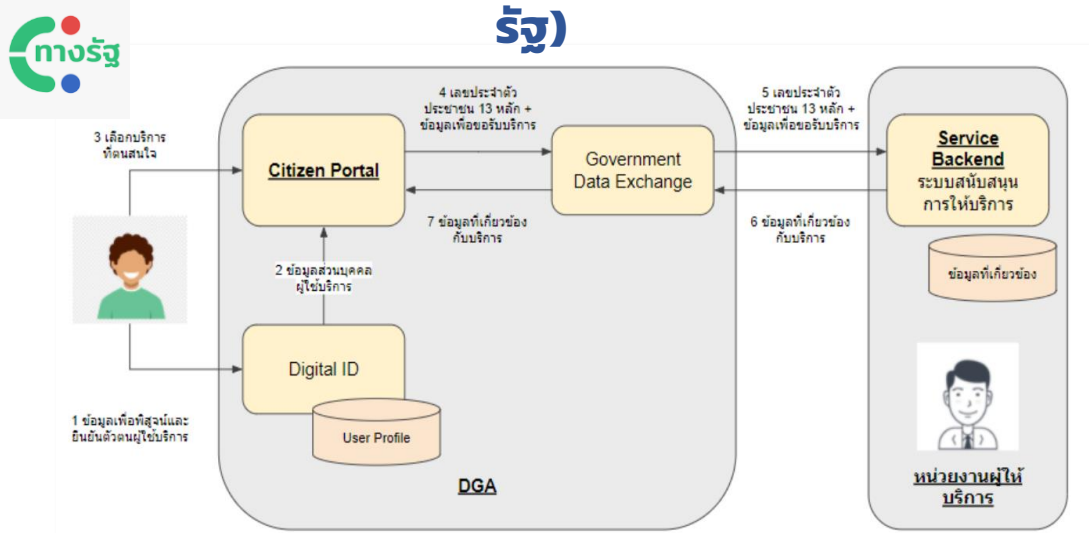 รัฐ)
ทางรัฐ
3 เลือกบริการ
ที่ตนสนใจ
4 เลขประจำตัว
ประชาชน 13 หลัก +
ข้อมูลเพื่อขอรับบริการ
5 เลขประจำตัว
ประชาชน 13 หลัก +
ข้อมูลเพื่อขอรับบริการ
Citizen Portal
Government
Data Exchange
Service
Backend
ระบบสนับสนุน
การให้บริการ
7 ข้อมูลที่เกี่ยวข้อง
กับบริการ
6 ข้อมูลที่เกี่ยวข้อง
กับบริการ
2 ข้อมูลส่วนบุคคล
ผู้ใช้บริการ
ข้อมูลที่เกี่ยวข้อง
Digital ID
1 ข้อมูลเพื่อพิสูจน์และ
ยืนยันตัวตนผู้ใช้บริการ
User Profile
DGA
หน่วยงานผู้ให้
บริการ